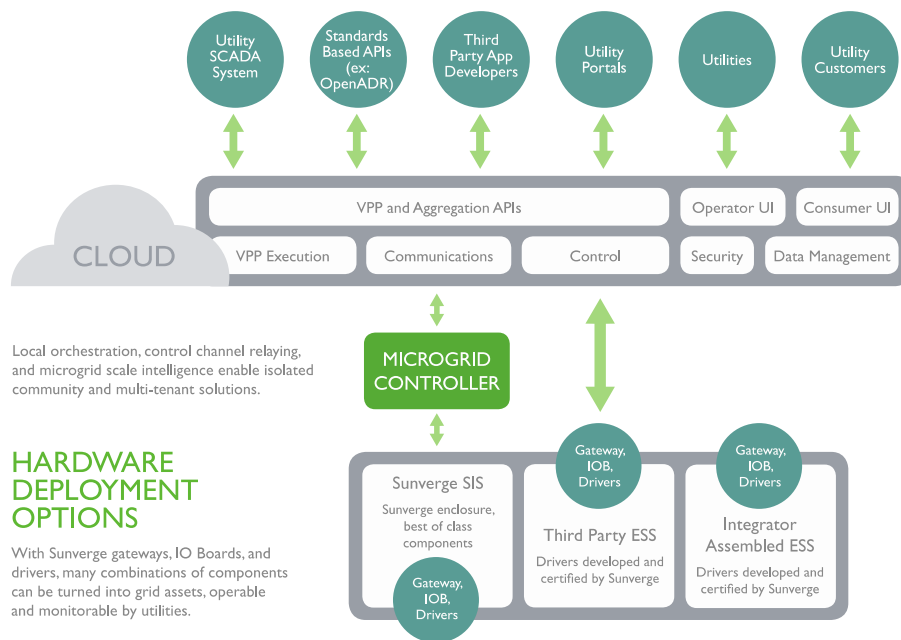 Utility
SCADA
System
Standards
Based APIs
(ex:
OpenADR)
Third
Party App
Developers
Utility
Portals
Utilities
Utility
Customers
CLOUD
VPP and Aggregation APIs
Operator UI
Consumer UI
VPP Execution
Communications
Control
Security
Data Management
Local orchestration, control channel relaying,
and microgrid scale intelligence enable isolated
community and multi-tenant solutions.
MICROGRID
CONTROLLER
HARDWARE
DEPLOYMENT
OPTIONS
With Sunverge gateways, IO Boards, and
drivers, many combinations of components
can be turned into grid assets, operable
and monitorable by utilities.
Sunverge SIS
Sunverge enclosure,
best of class
components
Gateway,
IOB,
Drivers
Gateway,
IOB,
Drivers
Third Party ESS
Drivers developed and
certified by Sunverge
Gateway,
IOB,
Drivers
Integrator
Assembled ESS
Drivers developed and
certified by Sunverge